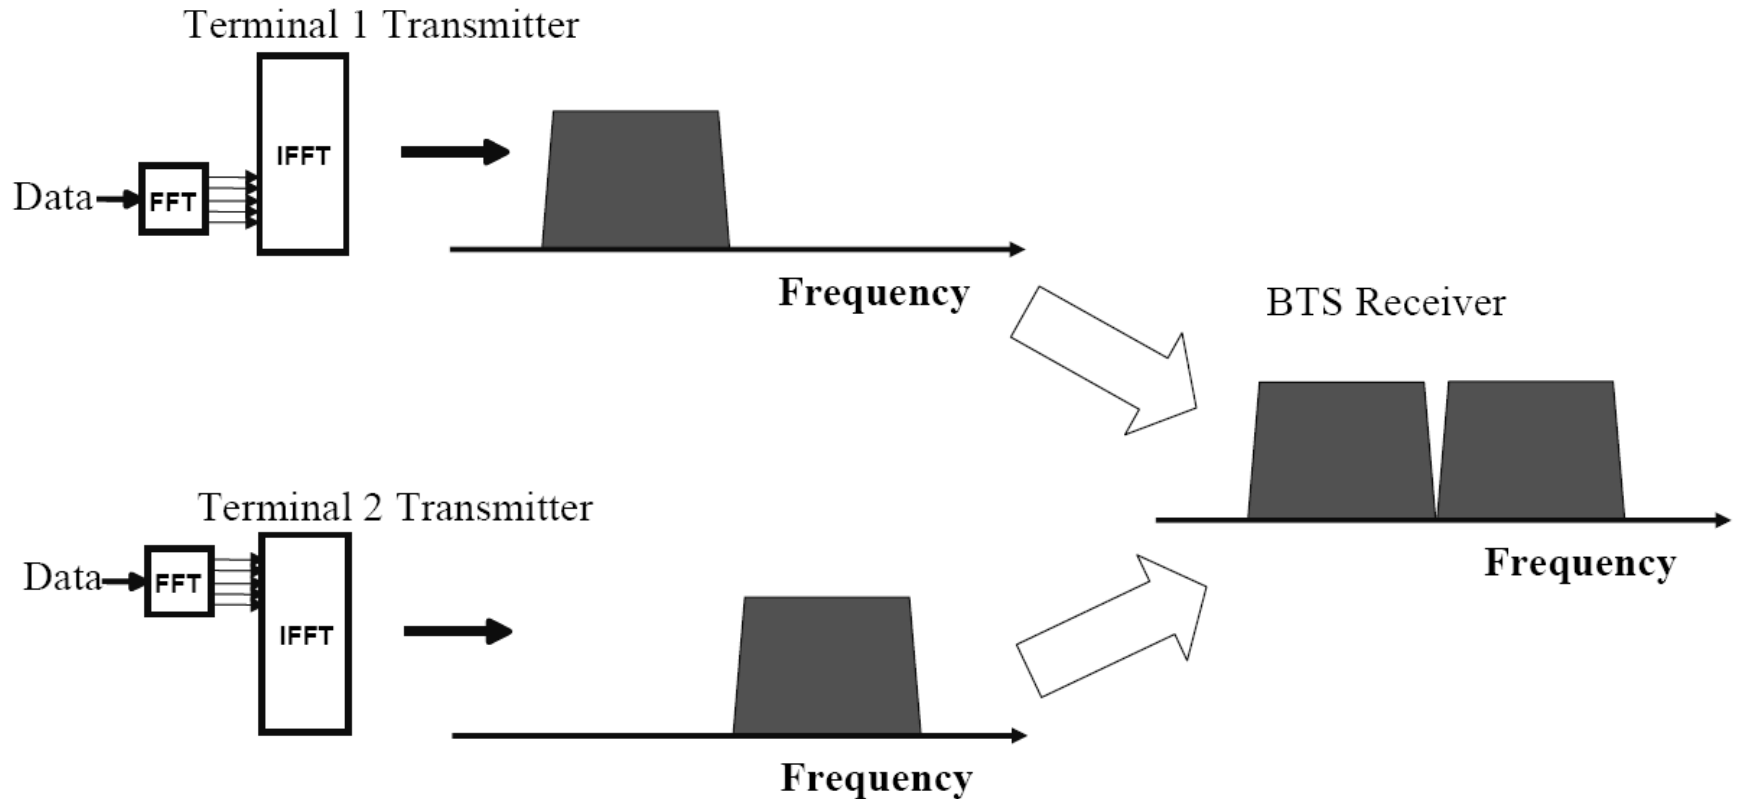 Terminal 1 Transmitter
IFFT
Data
FFT
Frequency
BTS Receiver
Frequency
Terminal 2 Transmitter
Data
FFT
IFFT
Frequency